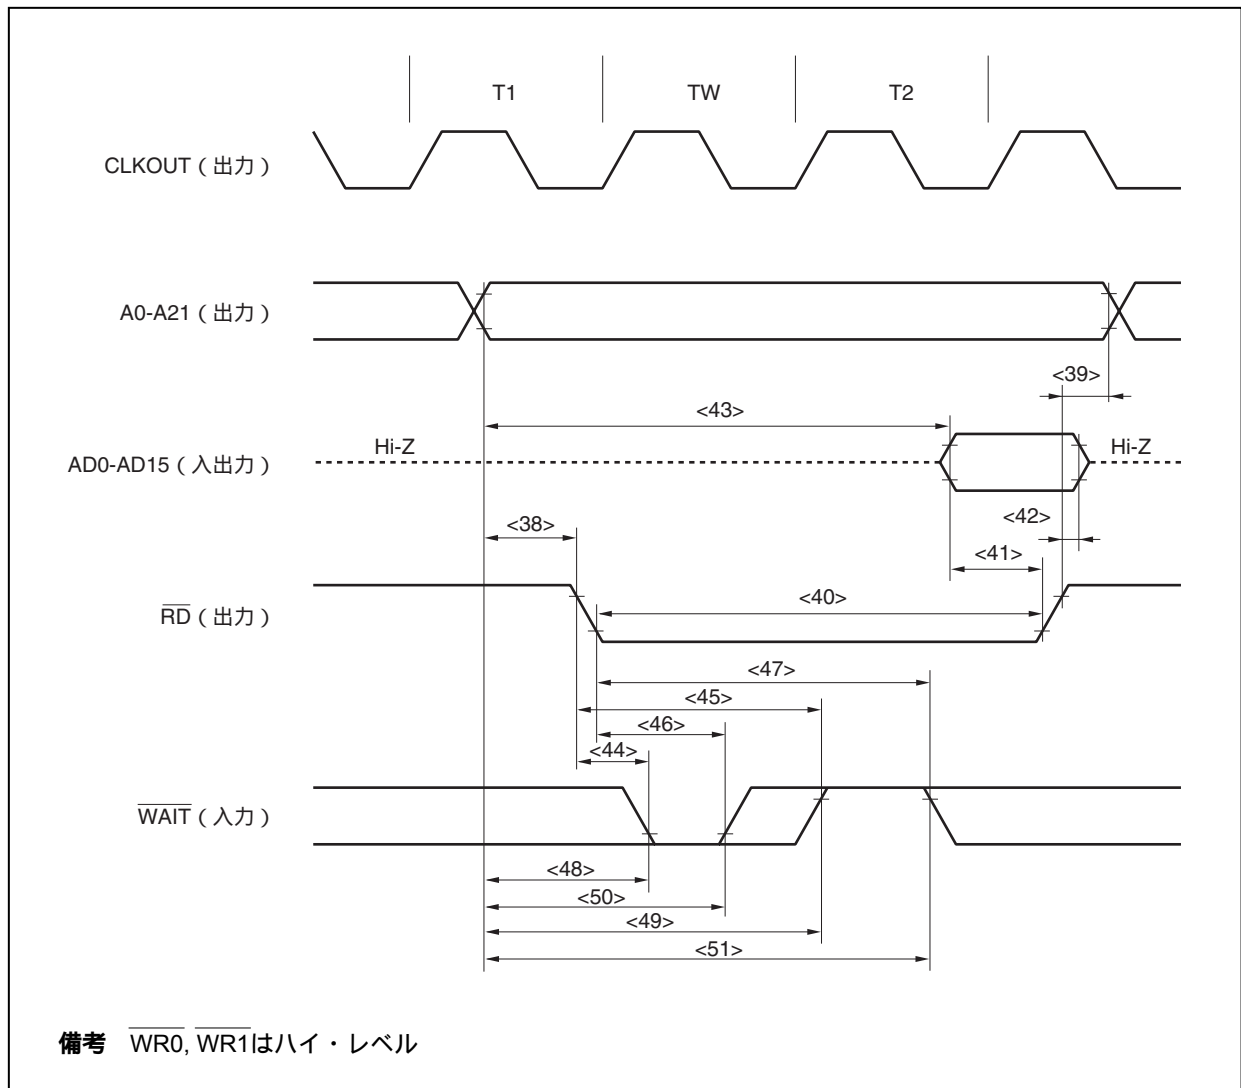 T1 TW T2
CLKOUT（出力）
A0-A21（出力）
<39>
<43>
Hi-Z
Hi-Z
AD0-AD15（入出力）
<38>
<42>
<41>
<40>
RD（出力）
<47>
<45>
<46>
<44>
WAIT（入力）
<48>
<50>
<49>
<51>
備考 WR0, WR1はハイ・レベル